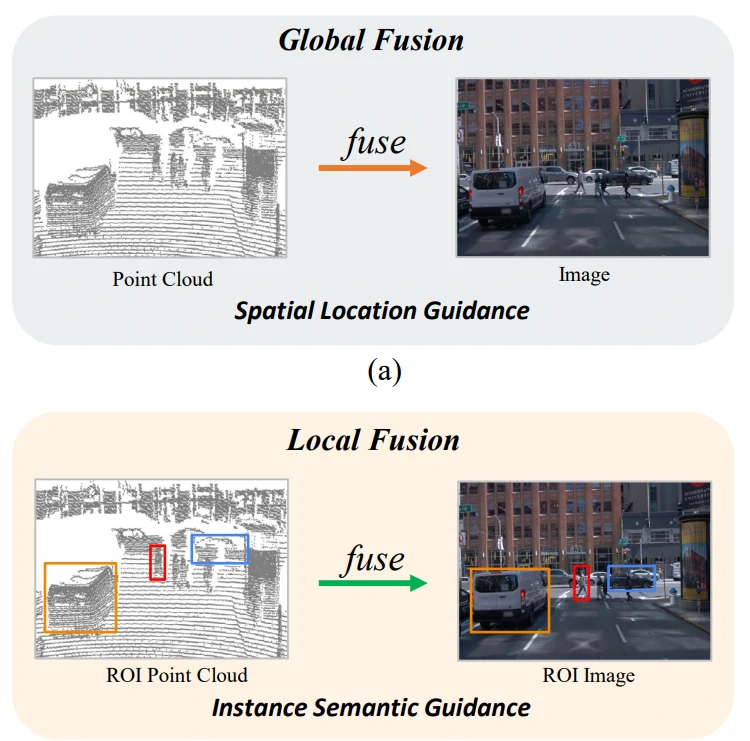 Global Fusion
fuse
Point Cloud
Image
Spatial Location Guidance
(a)
Local Fusion
fuse
ROI Point Cloud
ROI Image
Instance Semantic Guidance